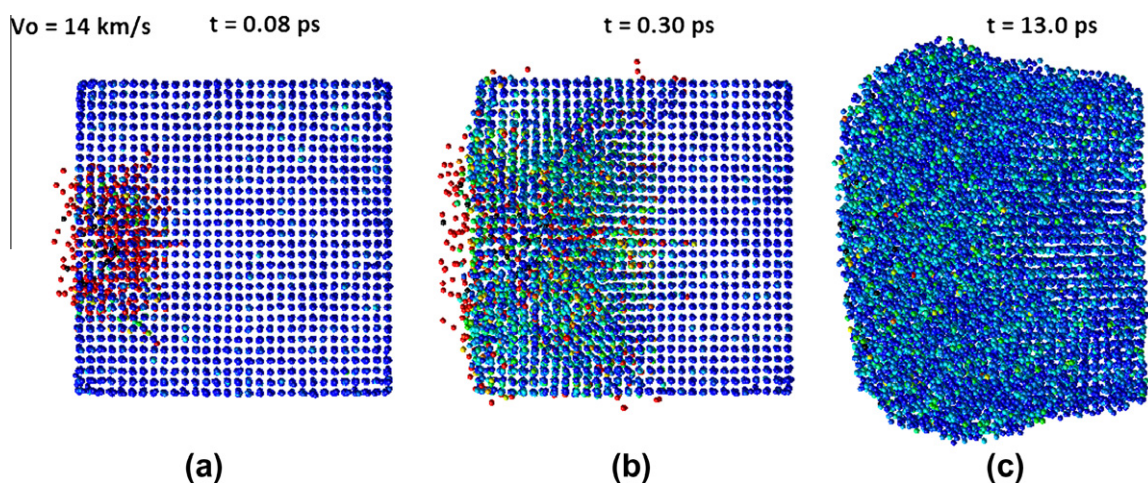 Vo = 14 km/s
t = 0.08 ps
t = 0.30 ps
t = 13.0 ps
(a)
(b)
(c)